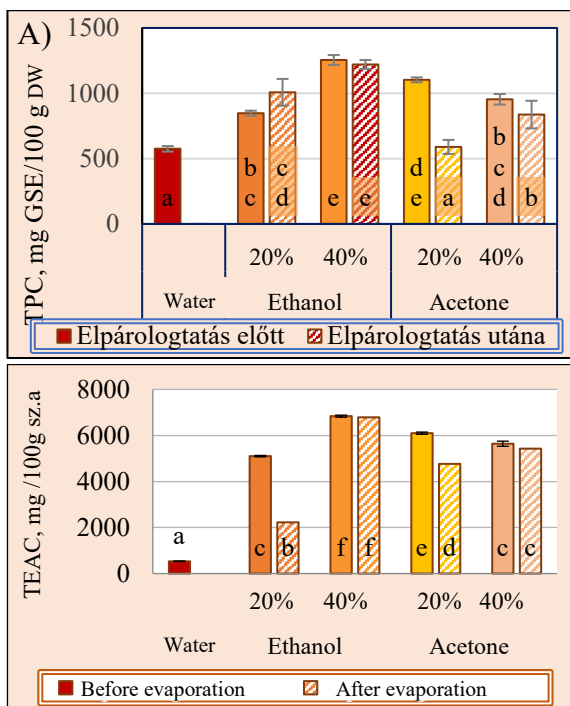 A)
TPC, mg GSE/100 g DW
1500
1000
500
0
a
b
c
c
d
e
e
d
e
a
b
c
d
b
20% 40% 20% 40%
Water Ethanol Acetone
Elpárologtatás előtt Elpárologtatás utána
TEAC, mg /100g sz.a
8000
6000
4000
2000
0
a
c b f f e d c c
20% 40% 20% 40%
Water Ethanol Acetone
Before evaporation After evaporation